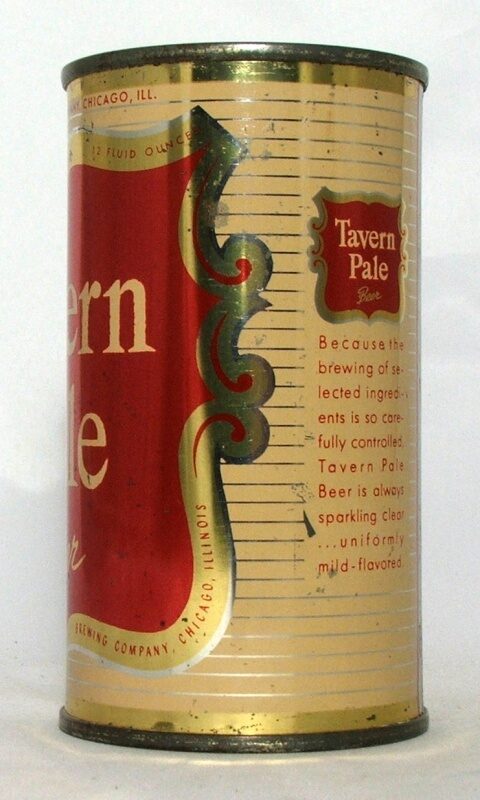 CHICAGO, ILL.
12 FLUID OUNCES
ern
le
BREWING COMPANY, CHICAGO, ILLINOIS
Tavern
Pale
Beer
Because the
brewing of se-
lected ingredi-
ents is so care-
fully controlled,
Tavern Pale
Beer is always
sparkling clear
...uniformly
mild-flavored.